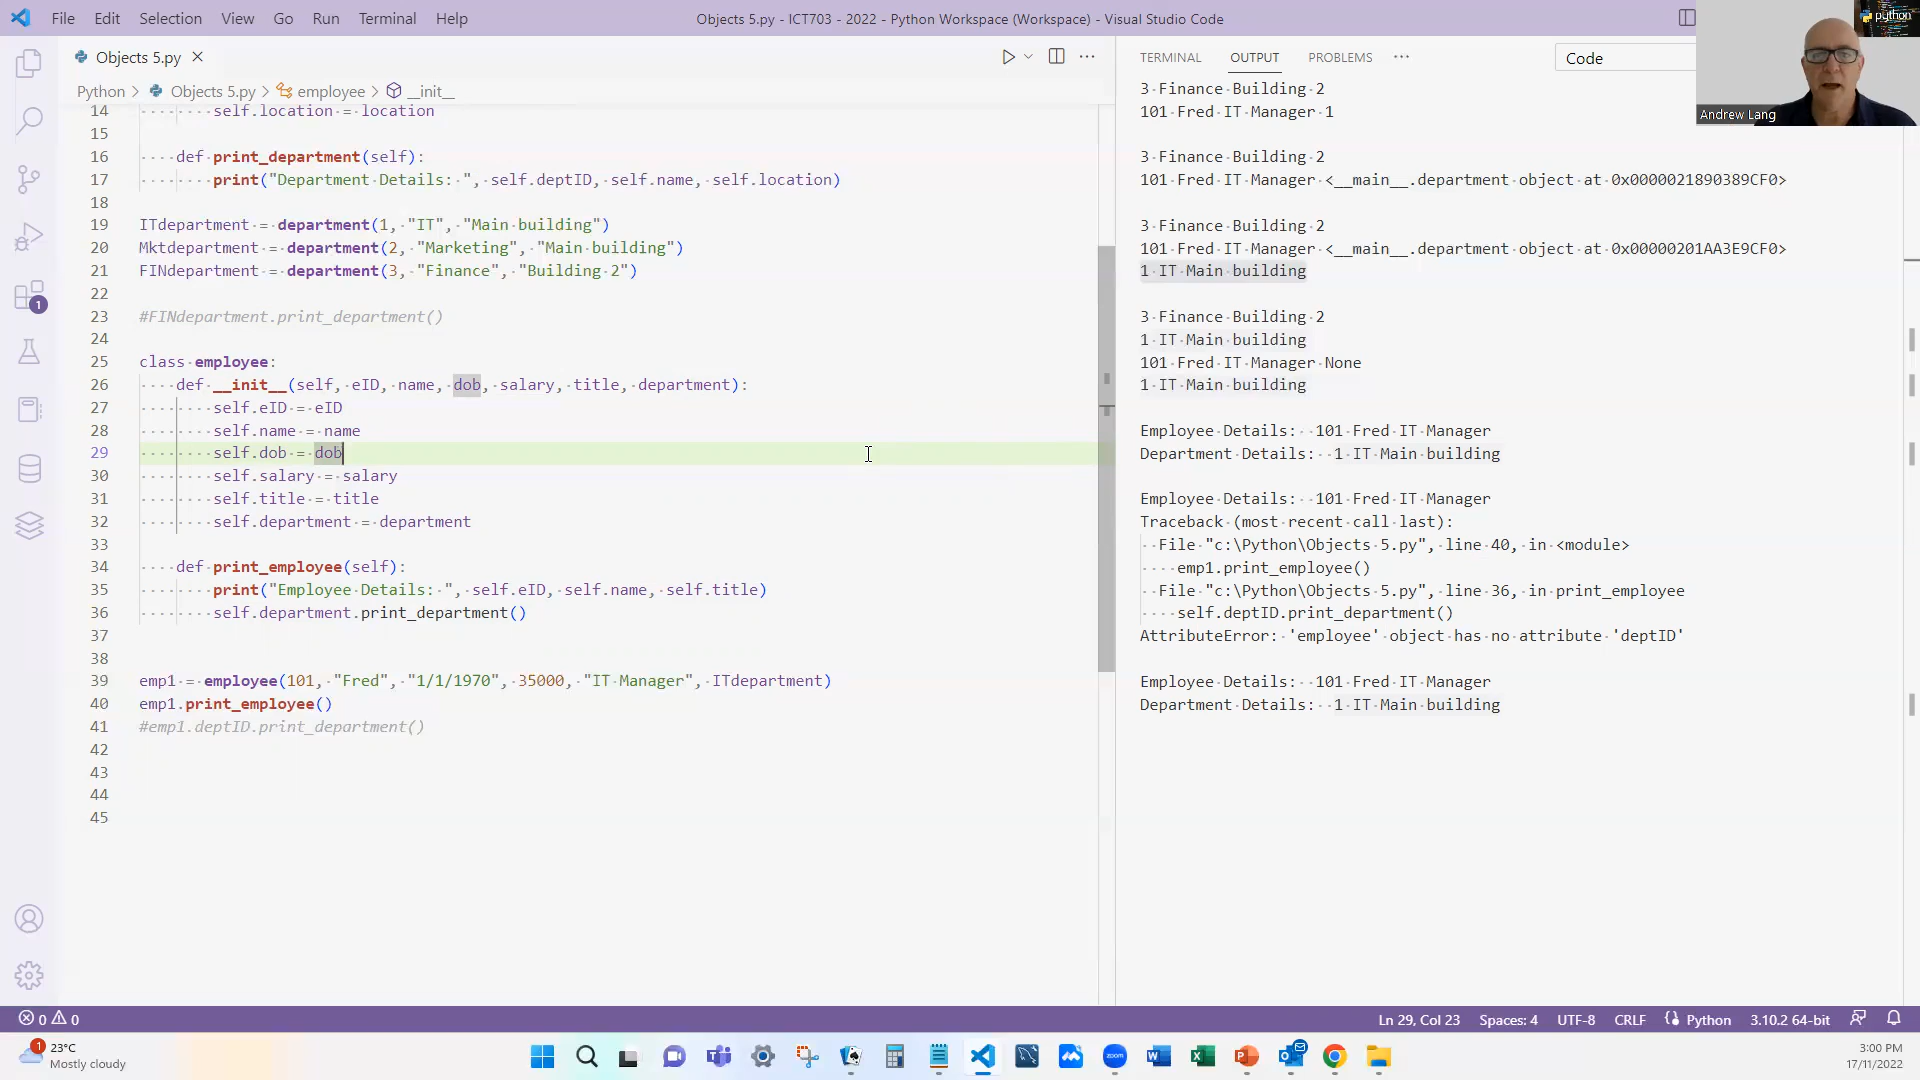 File Edit Selection View Go Run Terminal Help
Objects 5.py - ICT703 - 2022 - Python Workspace (Workspace) - Visual Studio Code
python
Objects 5.py
Python > Objects 5.py > employee > __init__
14 self.location = location
15
16 def print_department(self):
17 print("Department Details: ", self.deptID, self.name, self.location)
18
19 ITdepartment = department(1, "IT", "Main building")
20 Mktdepartment = department(2, "Marketing", "Main building")
21 FINdepartment = department(3, "Finance", "Building 2")
22
23 #FINdepartment.print_department()
24
25 class employee:
26 def __init__(self, eID, name, dob, salary, title, department):
27 self.eID = eID
28 self.name = name
29 self.dob = dob
30 self.salary = salary
31 self.title = title
32 self.department = department
33
34 def print_employee(self):
35 print("Employee Details: ", self.eID, self.name, self.title)
36 self.department.print_department()
37
38
39 emp1 = employee(101, "Fred", "1/1/1970", 35000, "IT Manager", ITdepartment)
40 emp1.print_employee()
41 #emp1.deptID.print_department()
42
43
44
45
TERMINAL OUTPUT PROBLEMS ··· Code
Andrew Lang
3 Finance Building 2
101 Fred IT Manager 1
3 Finance Building 2
101 Fred IT Manager <__main__.department object at 0x0000021890389CF0>
3 Finance Building 2
101 Fred IT Manager <__main__.department object at 0x00000201AA3E9CF0>
1 IT Main building
3 Finance Building 2
1 IT Main building
101 Fred IT Manager None
1 IT Main building
Employee Details:  101 Fred IT Manager
Department Details:  1 IT Main building
Employee Details:  101 Fred IT Manager
Traceback (most recent call last):
File "c:\Python\Objects 5.py", line 40, in <module>
emp1.print_employee()
File "c:\Python\Objects 5.py", line 36, in print_employee
self.deptID.print_department()
AttributeError: 'employee' object has no attribute 'deptID'
Employee Details:  101 Fred IT Manager
Department Details:  1 IT Main building
1
0 0
Ln 29, Col 23 Spaces: 4 UTF-8 CRLF Python 3.10.2 64-bit
1
23°C
Mostly cloudy
zoom
3:00 PM
17/11/2022